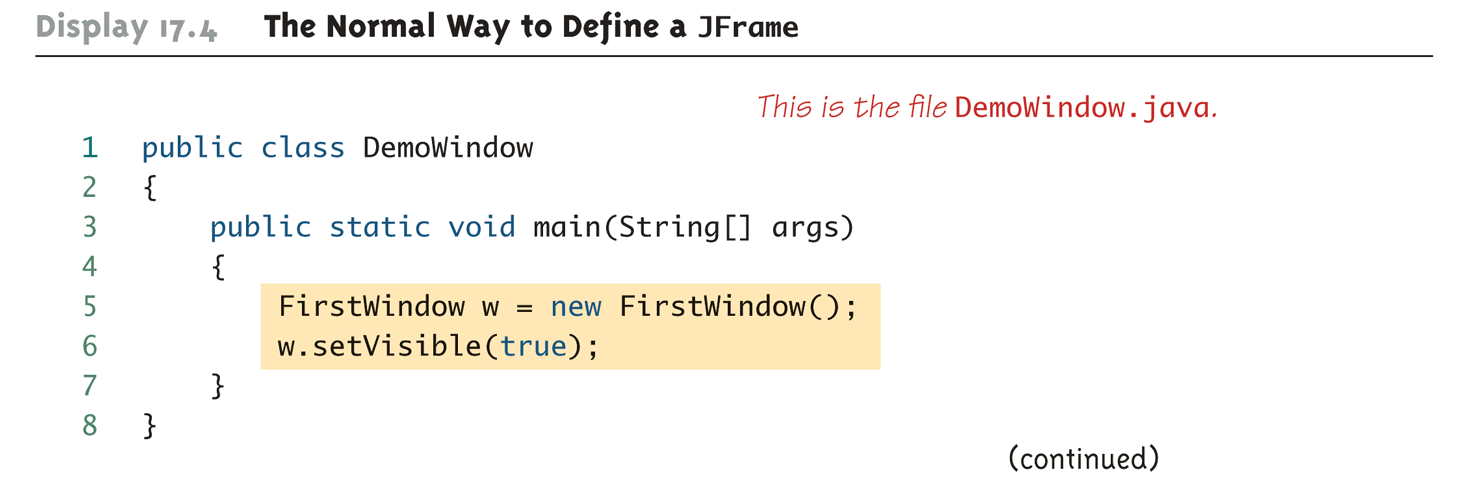 Display 17.4 The Normal Way to Define a JFrame
This is the file DemoWindow.java.
1 public class DemoWindow
2 {
3     public static void main(String[] args)
4     {
5         FirstWindow w = new FirstWindow();
6         w.setVisible(true);
7     }
8 }
(continued)